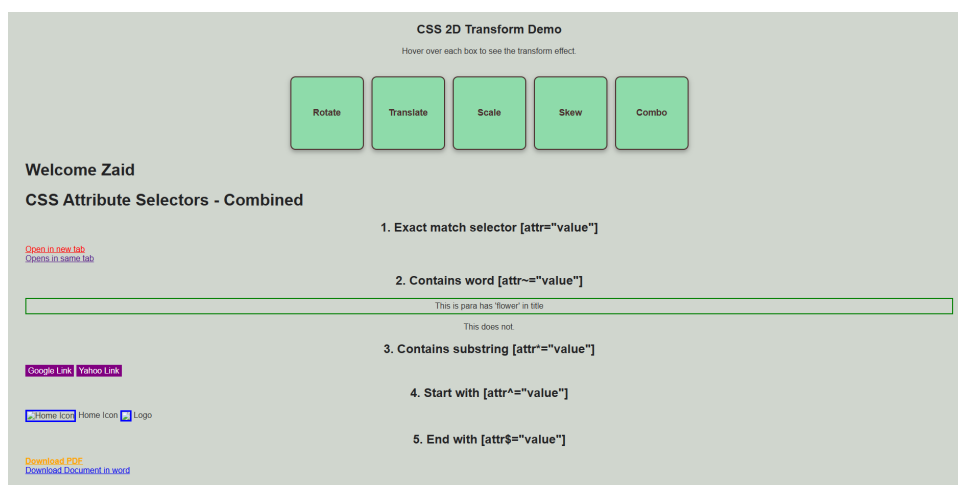 CSS 2D Transform Demo
Hover over each box to see the transform effect.
Rotate Translate Scale Skew Combo
Welcome Zaid
CSS Attribute Selectors - Combined
1. Exact match selector [attr="value"]
Open in new tab
Opens in same tab
2. Contains word [attr~="value"]
This is para has 'flower' in title
This does not.
3. Contains substring [attr*="value"]
Google Link Yahoo Link
4. Start with [attr^="value"]
Home Icon Home Icon Logo
5. End with [attr$="value"]
Download PDF
Download Document in word